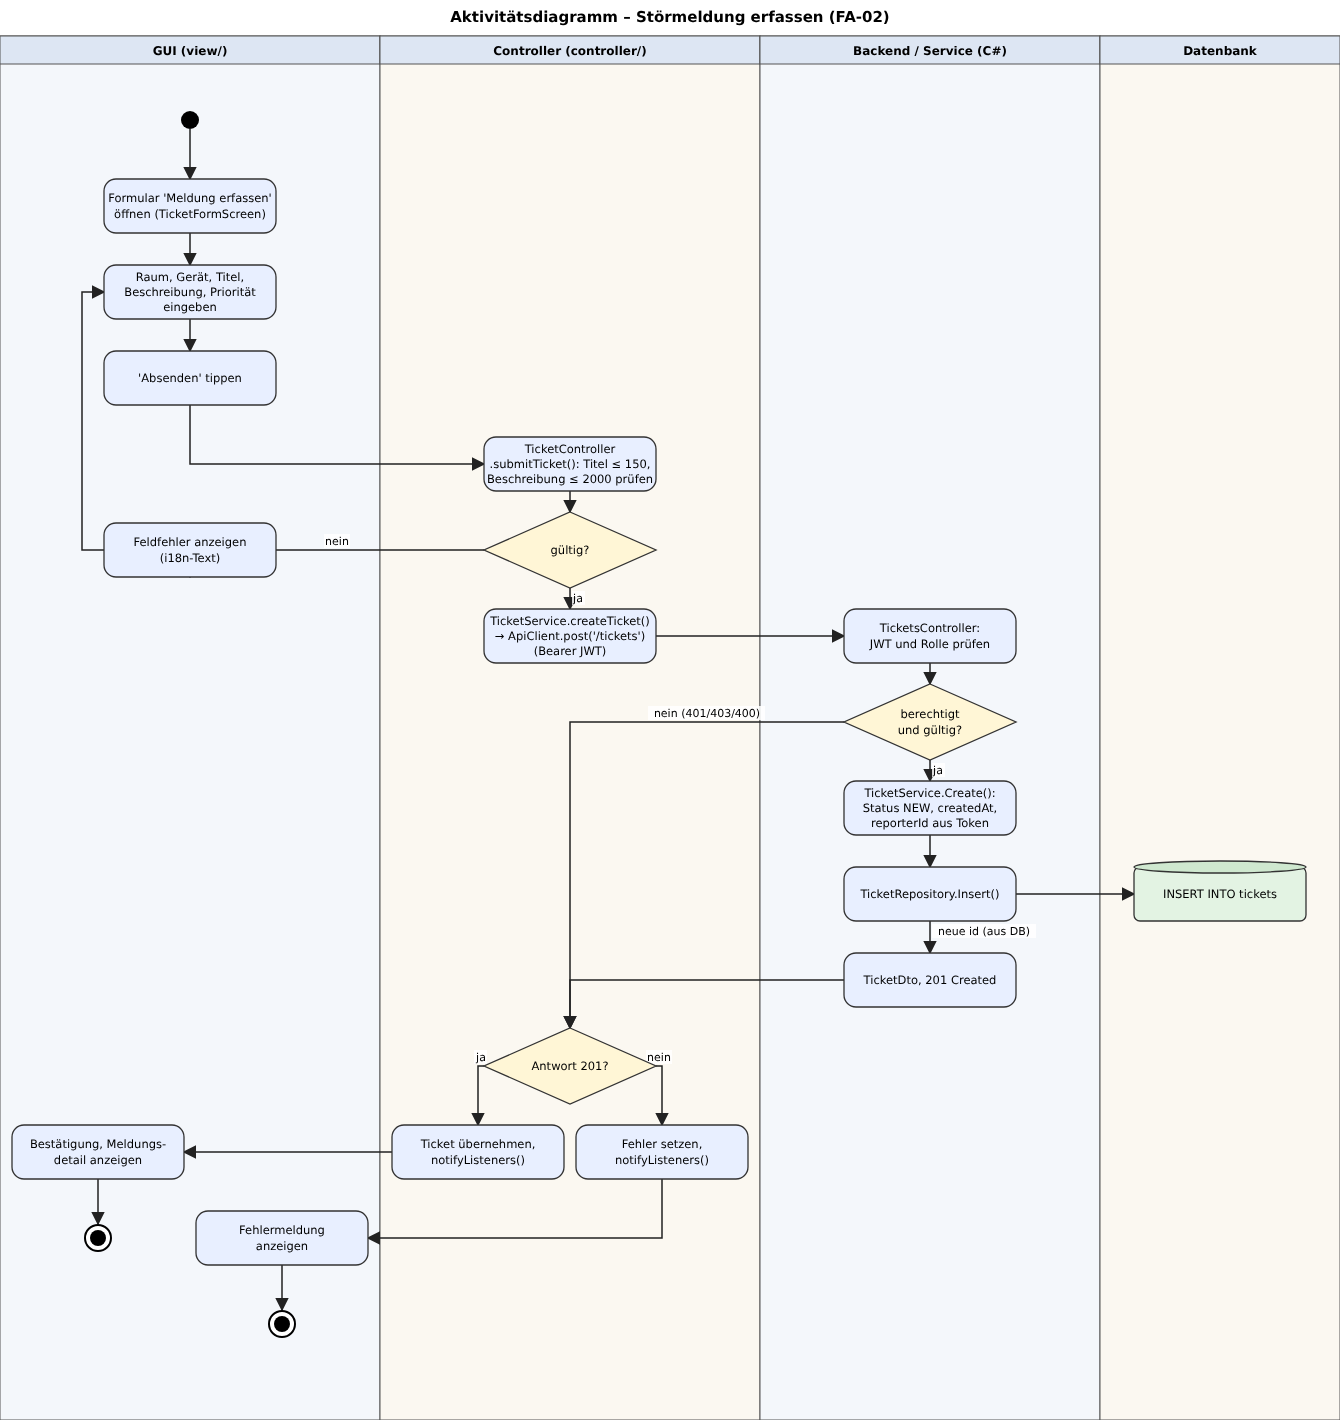 Aktivitätsdiagramm – Störmeldung erfassen (FA-02)
GUI (view/)
Controller (controller/)
Backend / Service (C#)
Datenbank
Formular 'Meldung erfassen'
öffnen (TicketFormScreen)
Raum, Gerät, Titel,
Beschreibung, Priorität
eingeben
'Absenden' tippen
TicketController
.submitTicket(): Titel ≤ 150,
Beschreibung ≤ 2000 prüfen
Feldfehler anzeigen
(i18n-Text)
nein
gültig?
ja
TicketService.createTicket()
→ ApiClient.post('/tickets')
(Bearer JWT)
TicketsController:
JWT und Rolle prüfen
nein (401/403/400)
berechtigt
und gültig?
ja
TicketService.Create():
Status NEW, createdAt,
reporterId aus Token
TicketRepository.Insert()
INSERT INTO tickets
neue id (aus DB)
TicketDto, 201 Created
ja
Antwort 201?
nein
Bestätigung, Meldungs-
detail anzeigen
Ticket übernehmen,
notifyListeners()
Fehler setzen,
notifyListeners()
Fehlermeldung
anzeigen